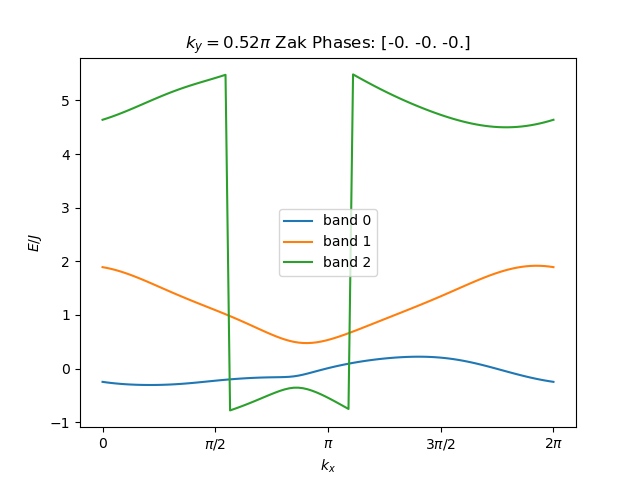 k_y = 0.52π Zak Phases: [-0. -0. -0.]
5
4
3
2
1
0
−1
E/J
band 0
band 1
band 2
0
π/2
π
3π/2
2π
k_x